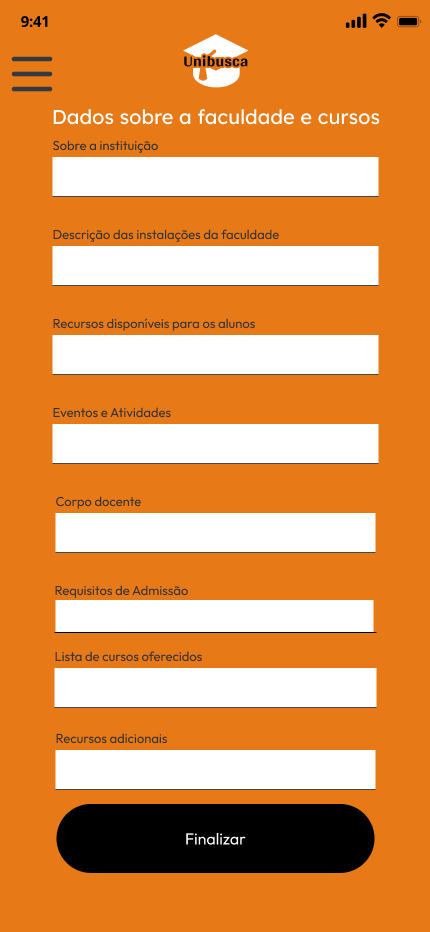 9:41
Unibusca
Dados sobre a faculdade e cursos
Sobre a instituição
Descrição das instalações da faculdade
Recursos disponíveis para os alunos
Eventos e Atividades
Corpo docente
Requisitos de Admissão
Lista de cursos oferecidos
Recursos adicionais
Finalizar